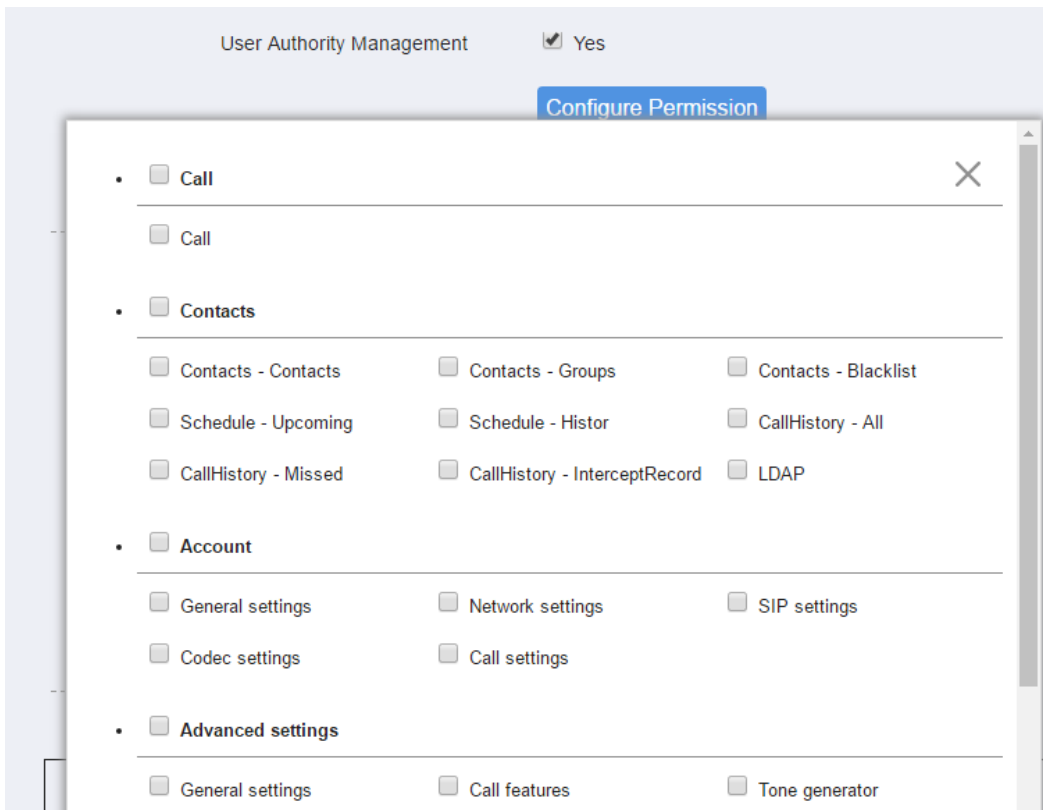 User Authority Management Yes
Configure Permission
Call
Call
Contacts
Contacts - Contacts Contacts - Groups Contacts - Blacklist
Schedule - Upcoming Schedule - Histor CallHistory - All
CallHistory - Missed CallHistory - InterceptRecord LDAP
Account
General settings Network settings SIP settings
Codec settings Call settings
Advanced settings
General settings Call features Tone generator